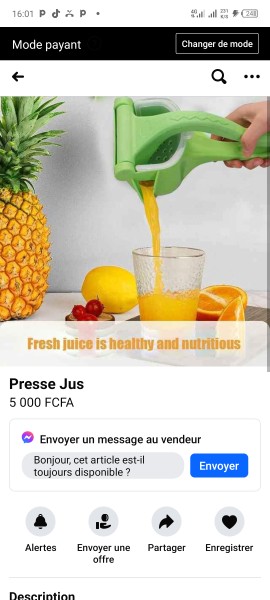 16:01
Mode payant
Changer de mode
Fresh juice is healthy and nutritious
Presse Jus
5 000 FCFA
Envoyer un message au vendeur
Bonjour, cet article est-il
toujours disponible ?
Envoyer
Alertes
Envoyer une
offre
Partager
Enregistrer
Description